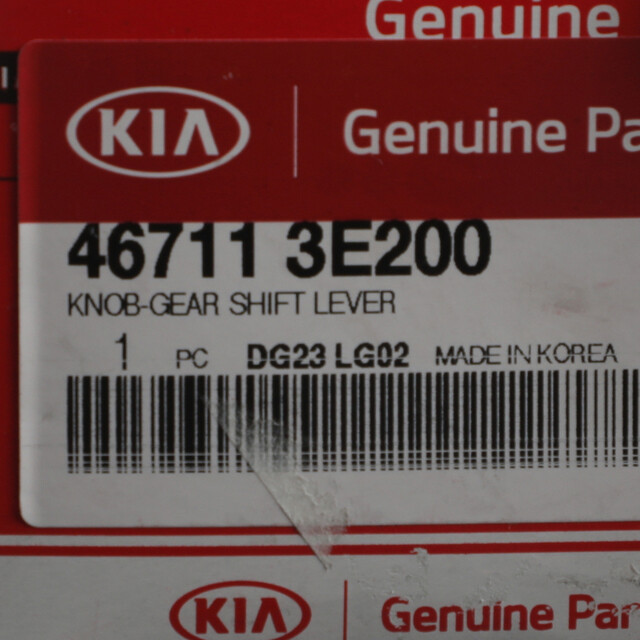 Genuine
KIA Genuine Pa
46711 3E200
KNOB-GEAR SHIFT LEVER
1 PC DG23 LG02 MADE IN KOREA
KIA Genuine Par